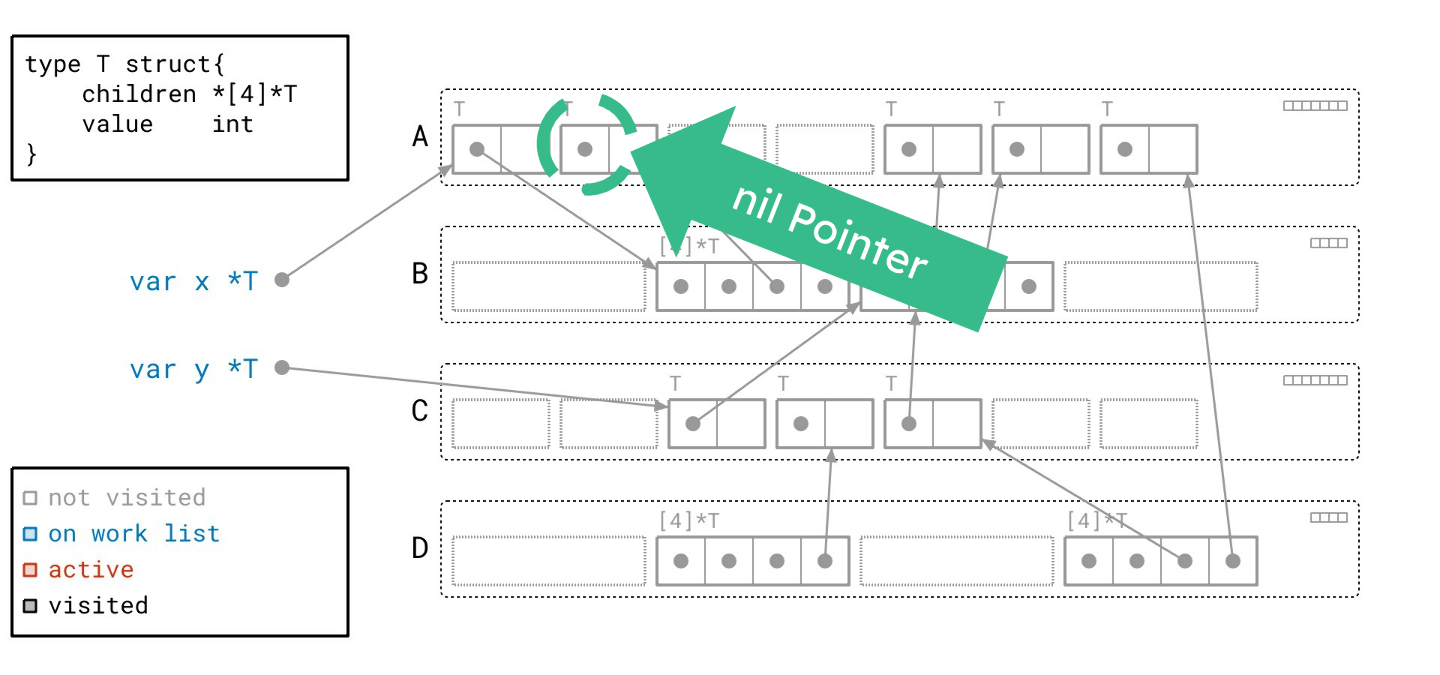 type T struct{
children *[4]*T
value int
}
var x *T
var y *T
not visited
on work list
active
visited
A
T
T
T
T
T
nil Pointer
B
[4]*T
C
T
T
T
D
[4]*T
[4]*T